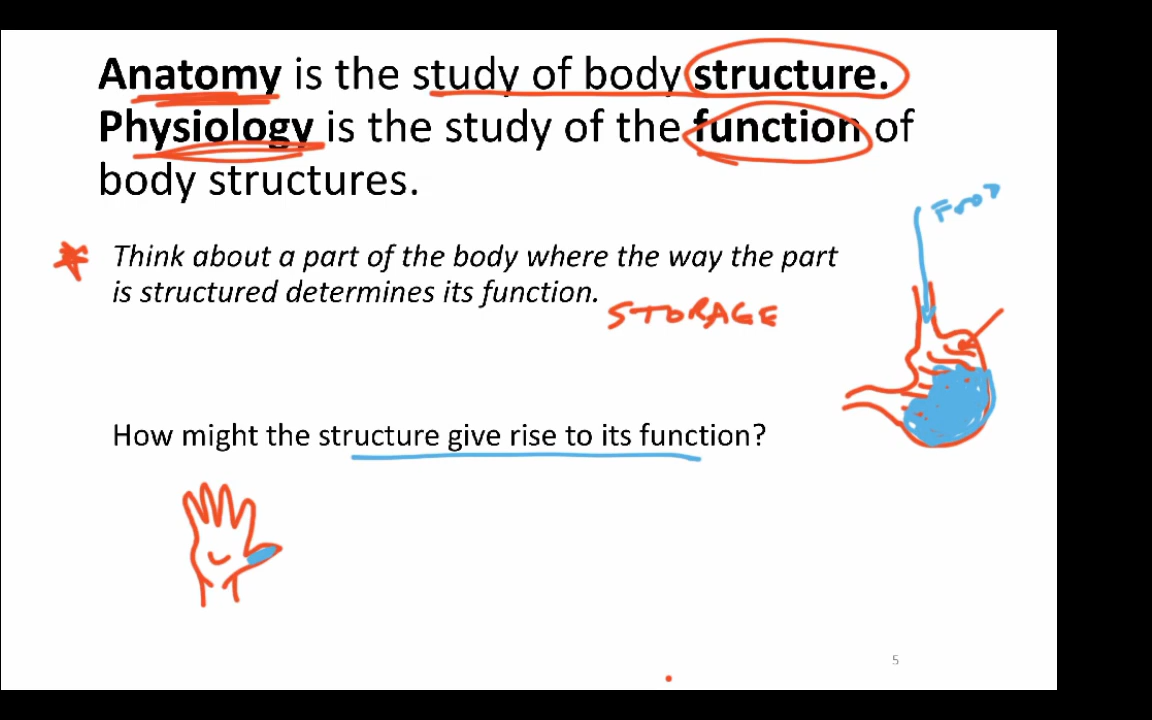 Anatomy is the study of body structure.
Physiology is the study of the function of
body structures.
Food
Think about a part of the body where the way the part
is structured determines its function.
STORAGE
How might the structure give rise to its function?
5